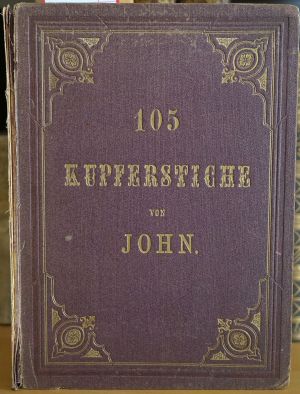 105
KUPFERSTICHE
VON
JOHN.